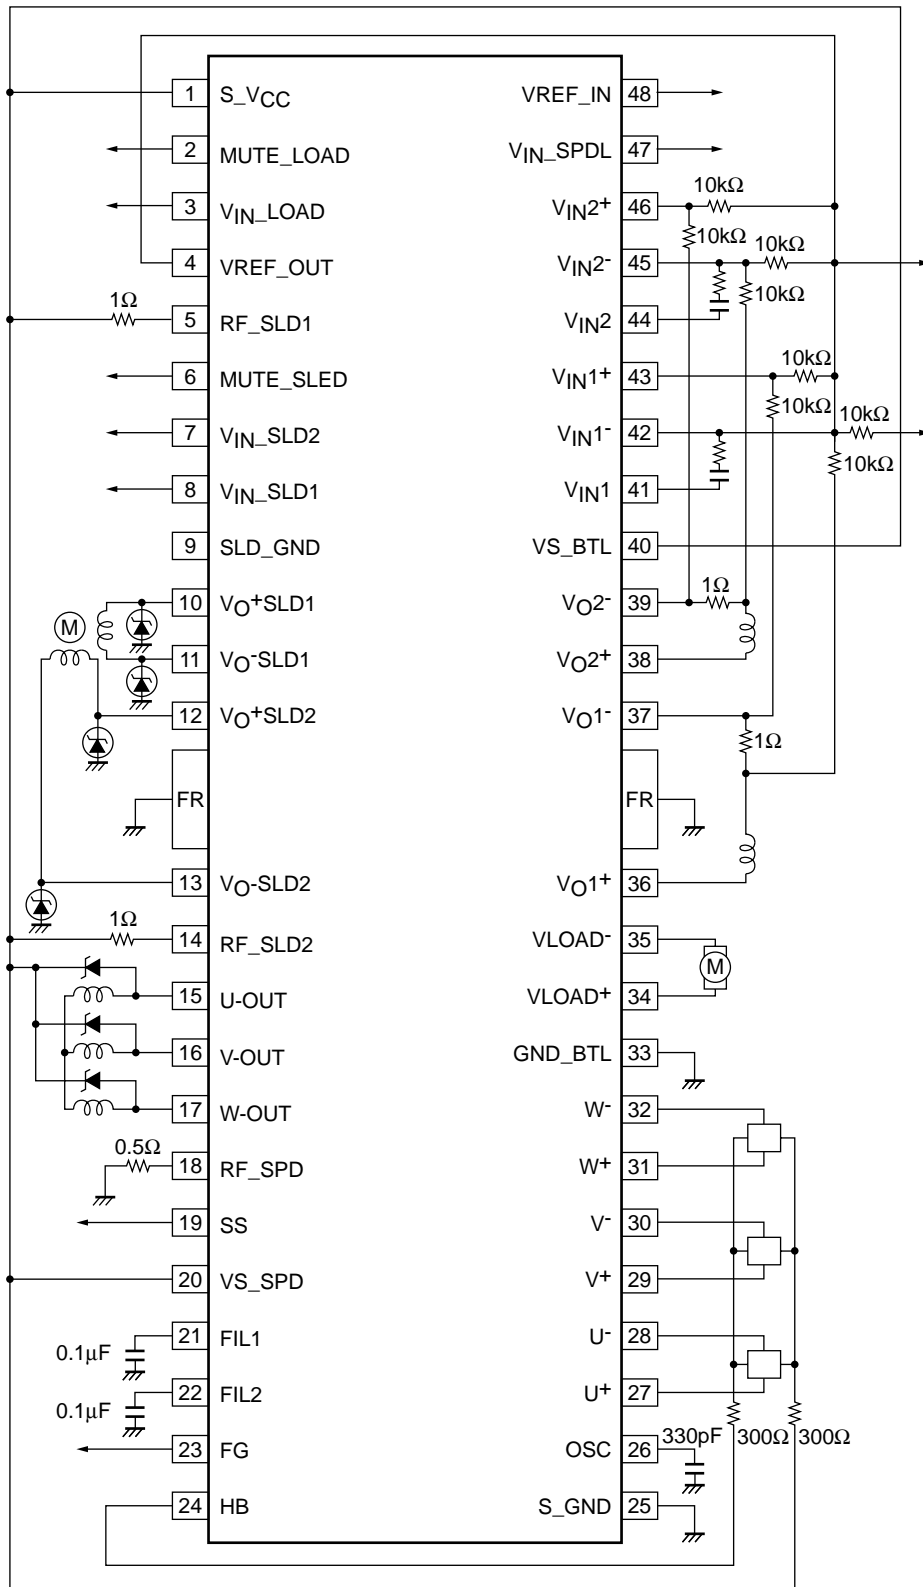 1 S_VCC VREF_IN 48
2 MUTE_LOAD VIN_SPDL 47
10kΩ
3 VIN_LOAD VIN2+ 46
10kΩ 10kΩ
4 VREF_OUT VIN2- 45
1Ω 10kΩ
5 RF_SLD1 VIN2 44
10kΩ
6 MUTE_SLED VIN1+ 43
10kΩ 10kΩ
7 VIN_SLD2 VIN1- 42
10kΩ
8 VIN_SLD1 VIN1 41
9 SLD_GND VS_BTL 40
1Ω
10 VO+SLD1 VO2- 39
M
11 VO-SLD1 VO2+ 38
12 VO+SLD2 VO1- 37
1Ω
FR FR
13 VO-SLD2 VO1+ 36
1Ω
14 RF_SLD2 VLOAD- 35
M
15 U-OUT VLOAD+ 34
16 V-OUT GND_BTL 33
17 W-OUT W- 32
0.5Ω
18 RF_SPD W+ 31
19 SS V- 30
20 VS_SPD V+ 29
21 FIL1 U- 28
0.1µF
22 FIL2 U+ 27
0.1µF
330pF 300Ω 300Ω
23 FG OSC 26
24 HB S_GND 25